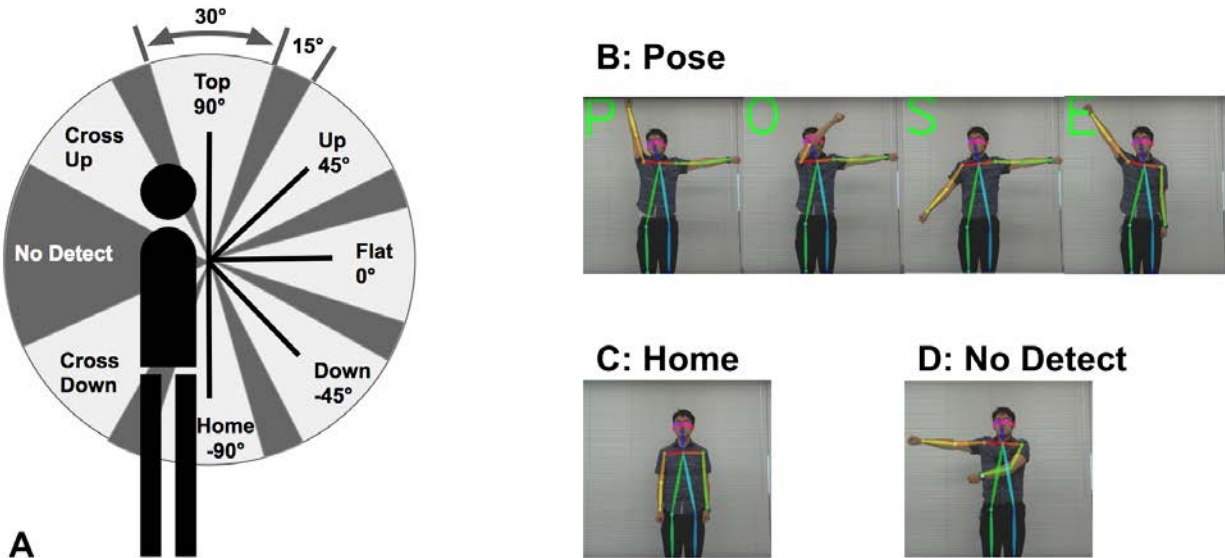 30°
15°
Top
90°
Cross
Up
Up
45°
No Detect
Flat
0°
Cross
Down
Down
-45°
Home
-90°
A
B: Pose
P
O
S
E
C: Home
D: No Detect